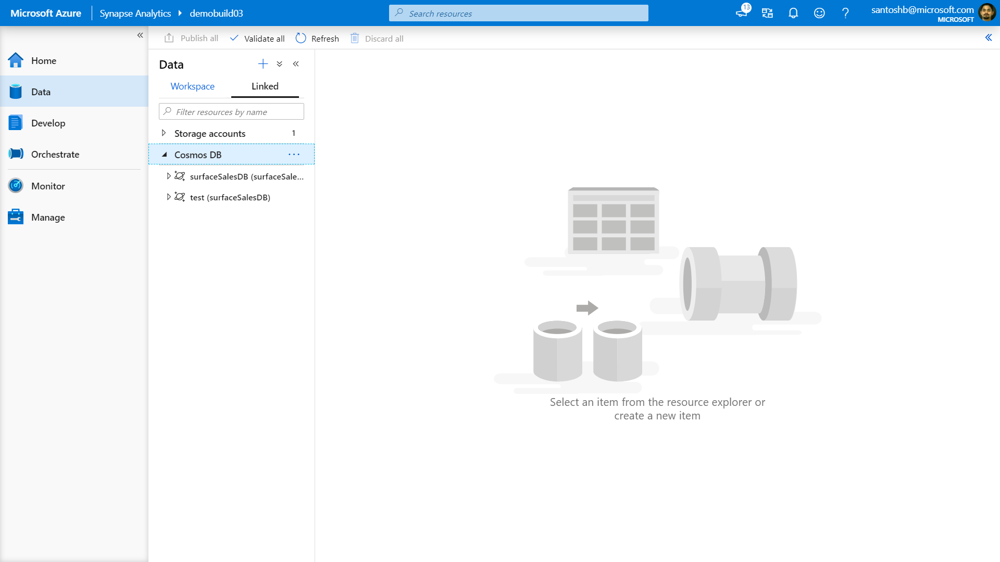 Microsoft Azure
Synapse Analytics
demobuild03
Search resources
13
santoshb@microsoft.com
MICROSOFT
Publish all
Validate all
Refresh
Discard all
Home
Data
Develop
Orchestrate
Monitor
Manage
Data
Workspace
Linked
Filter resources by name
Storage accounts 1
Cosmos DB ...
surfaceSalesDB (surfaceSale...
test (surfaceSalesDB)
Select an item from the resource explorer or
create a new item